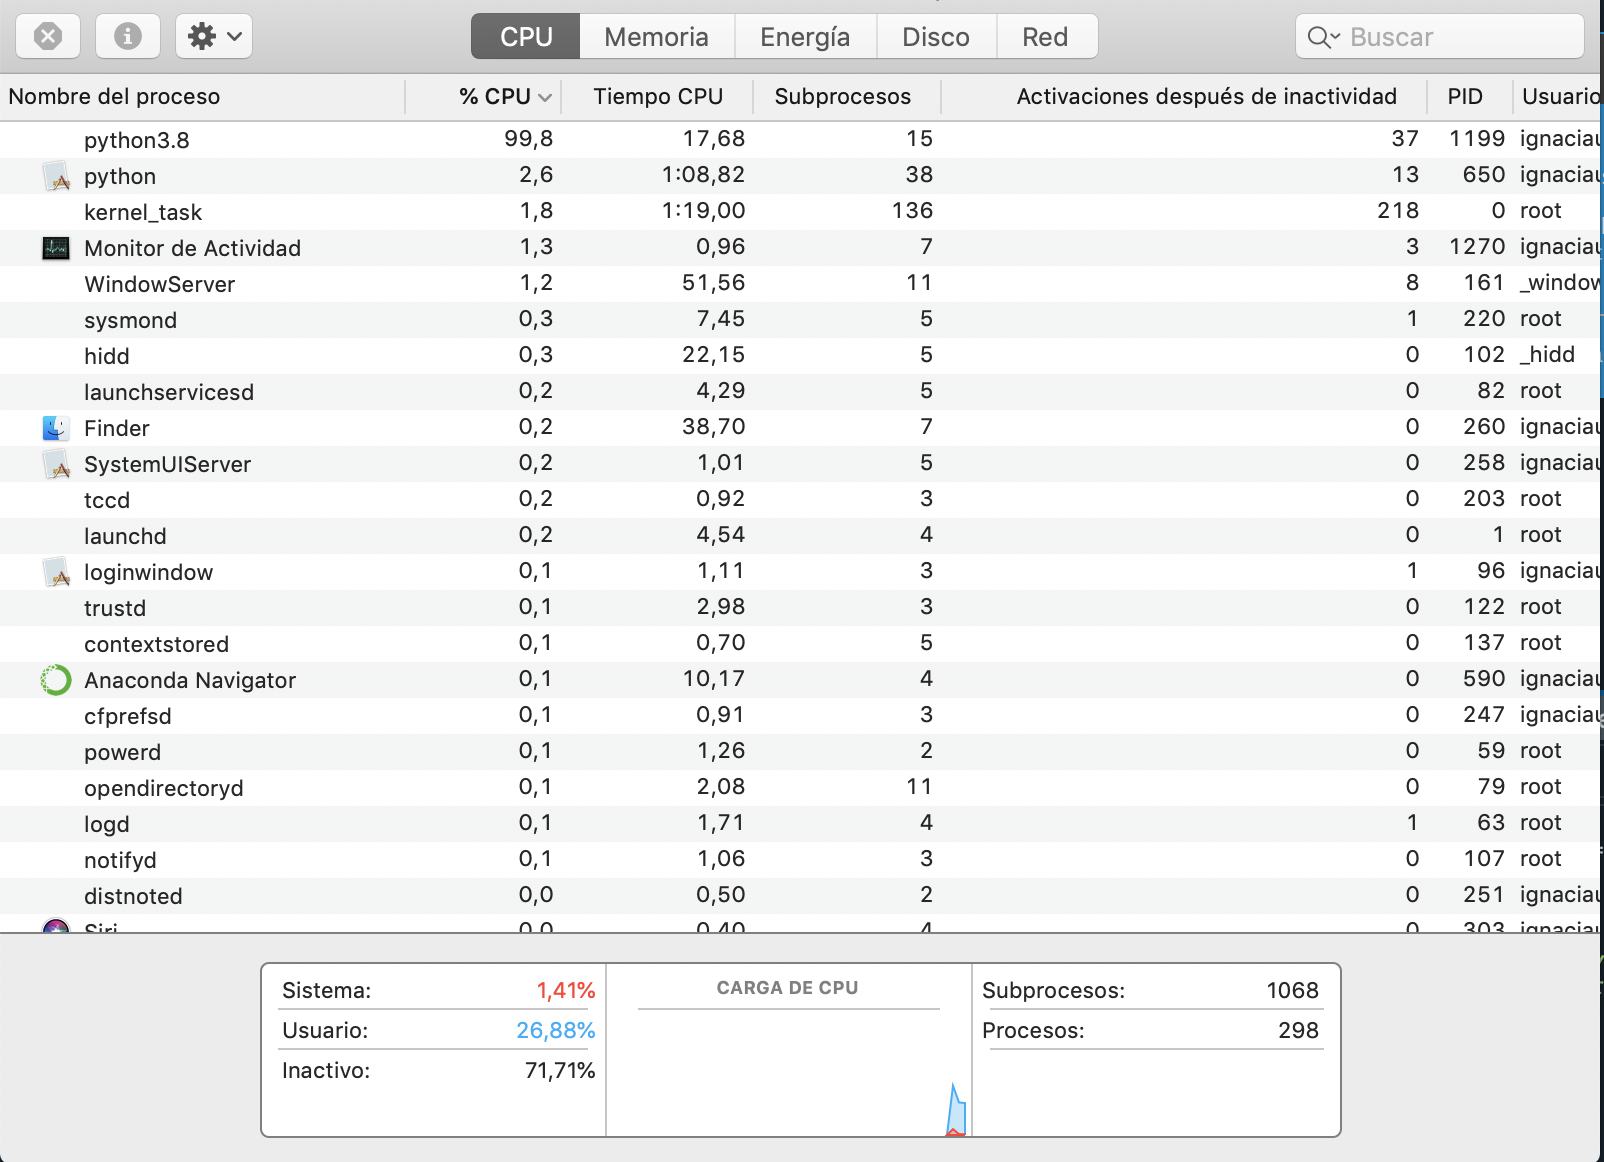 CPU Memoria Energía Disco Red Buscar
Nombre del proceso % CPU Tiempo CPU Subprocesos Activaciones después de inactividad PID Usuario
python3.8 99,8 17,68 15 37 1199 ignaciau
python 2,6 1:08,82 38 13 650 ignaciau
kernel_task 1,8 1:19,00 136 218 0 root
Monitor de Actividad 1,3 0,96 7 3 1270 ignaciau
WindowServer 1,2 51,56 11 8 161 _window
sysmond 0,3 7,45 5 1 220 root
hidd 0,3 22,15 5 0 102 _hidd
launchservicesd 0,2 4,29 5 0 82 root
Finder 0,2 38,70 7 0 260 ignaciau
SystemUIServer 0,2 1,01 5 0 258 ignaciau
tccd 0,2 0,92 3 0 203 root
launchd 0,2 4,54 4 0 1 root
loginwindow 0,1 1,11 3 1 96 ignaciau
trustd 0,1 2,98 3 0 122 root
contextstored 0,1 0,70 5 0 137 root
Anaconda Navigator 0,1 10,17 4 0 590 ignaciau
cfprefsd 0,1 0,91 3 0 247 ignaciau
powerd 0,1 1,26 2 0 59 root
opendirectoryd 0,1 2,08 11 0 79 root
logd 0,1 1,71 4 1 63 root
notifyd 0,1 1,06 3 0 107 root
distnoted 0,0 0,50 2 0 251 ignaciau
Siri 0,0 0,40 4 0 303 ignaciau
Sistema: 1,41%
Usuario: 26,88%
Inactivo: 71,71%
CARGA DE CPU
Subprocesos: 1068
Procesos: 298